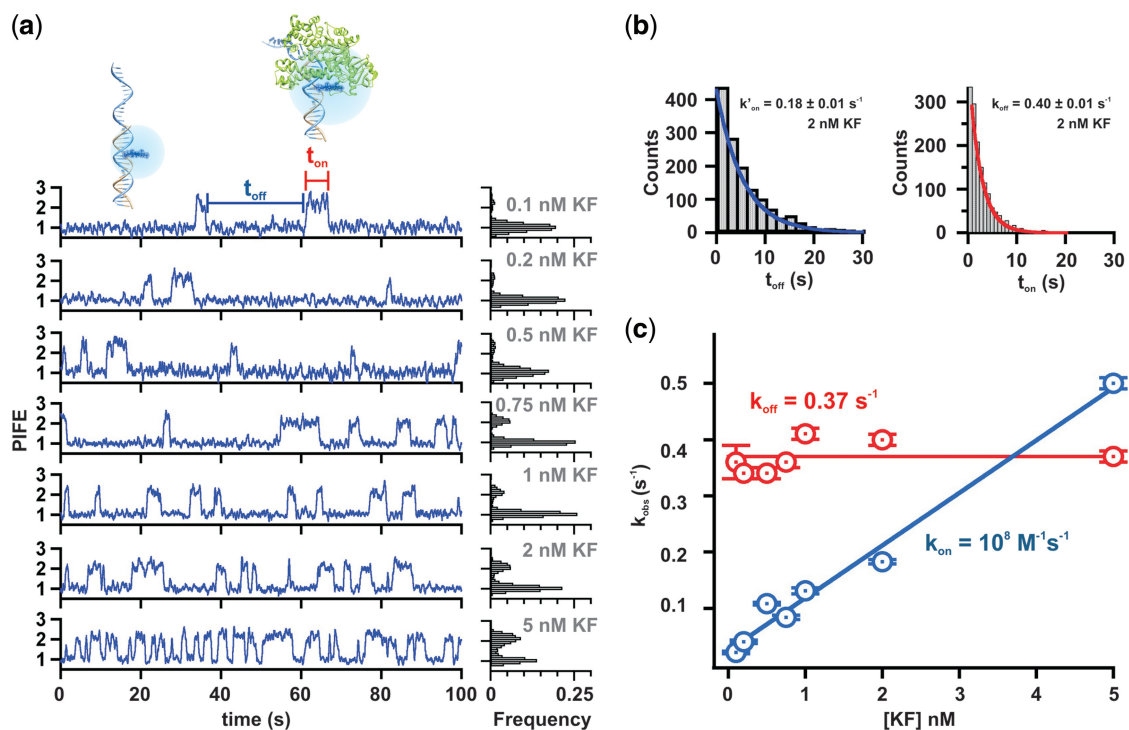 (a)
t_on
t_off
3
2
1
0.1 nM KF
3
2
1
0.2 nM KF
3
2
1
0.5 nM KF
3
2
1
0.75 nM KF
3
2
1
1 nM KF
3
2
1
2 nM KF
3
2
1
5 nM KF
PIFE
0 20 40 60 80 100
time (s)
0 0.25
Frequency
(b)
k'on = 0.18 ± 0.01 s⁻¹
2 nM KF
Counts
400
300
200
100
0
0 10 20 30
t_off (s)
k_off = 0.40 ± 0.01 s⁻¹
2 nM KF
Counts
300
200
100
0
0 10 20 30
t_on (s)
(c)
k_off = 0.37 s⁻¹
k_on = 10⁸ M⁻¹s⁻¹
k_obs (s⁻¹)
0.5
0.4
0.3
0.2
0.1
0 1 2 3 4 5
[KF] nM